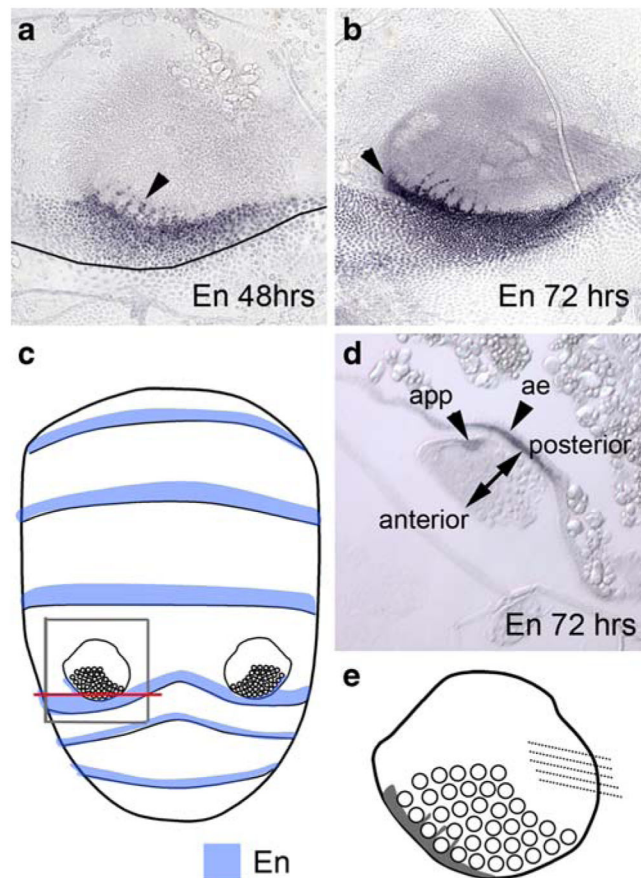 a
En 48hrs
b
En 72 hrs
c
En
d
app
ae
posterior
anterior
En 72 hrs
e